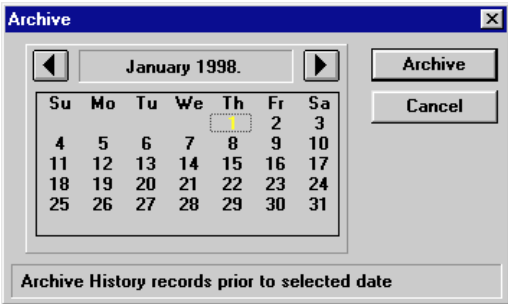 Archive
January 1998.
Archive
Cancel
Su Mo Tu We Th Fr Sa
1 2 3
4 5 6 7 8 9 10
11 12 13 14 15 16 17
18 19 20 21 22 23 24
25 26 27 28 29 30 31
Archive History records prior to selected date